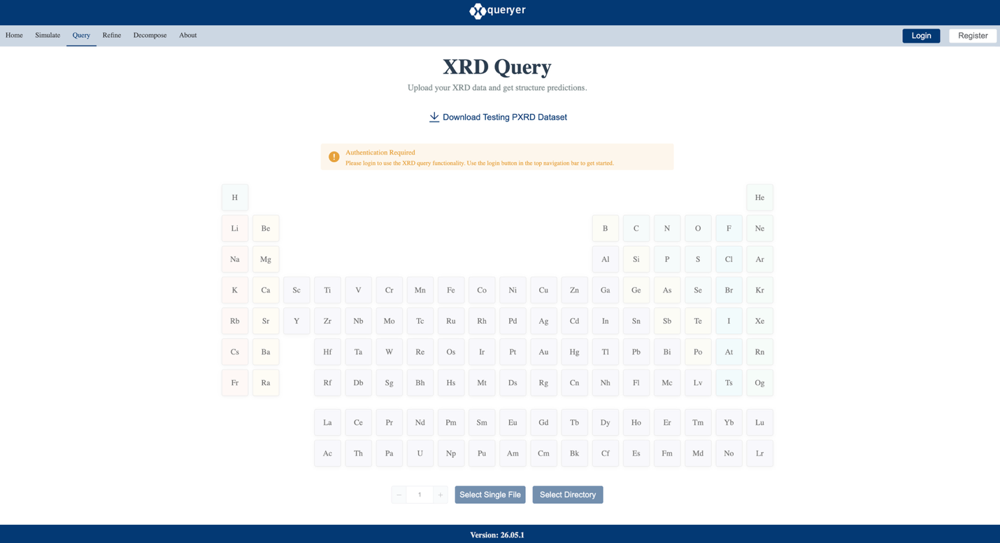 Xqueryer
Home Simulate Query Refine Decompose About Login Register
XRD Query
Upload your XRD data and get structure predictions.
Download Testing PXRD Dataset
Authentication Required
Please login to use the XRD query functionality. Use the login button in the top navigation bar to get started.
H He
Li Be B C N O F Ne
Na Mg Al Si P S Cl Ar
K Ca Sc Ti V Cr Mn Fe Co Ni Cu Zn Ga Ge As Se Br Kr
Rb Sr Y Zr Nb Mo Tc Ru Rh Pd Ag Cd In Sn Sb Te I Xe
Cs Ba Hf Ta W Re Os Ir Pt Au Hg Tl Pb Bi Po At Rn
Fr Ra Rf Db Sg Bh Hs Mt Ds Rg Cn Nh Fl Mc Lv Ts Og
La Ce Pr Nd Pm Sm Eu Gd Tb Dy Ho Er Tm Yb Lu
Ac Th Pa U Np Pu Am Cm Bk Cf Es Fm Md No Lr
− 1 + Select Single File Select Directory
Version: 26.05.1